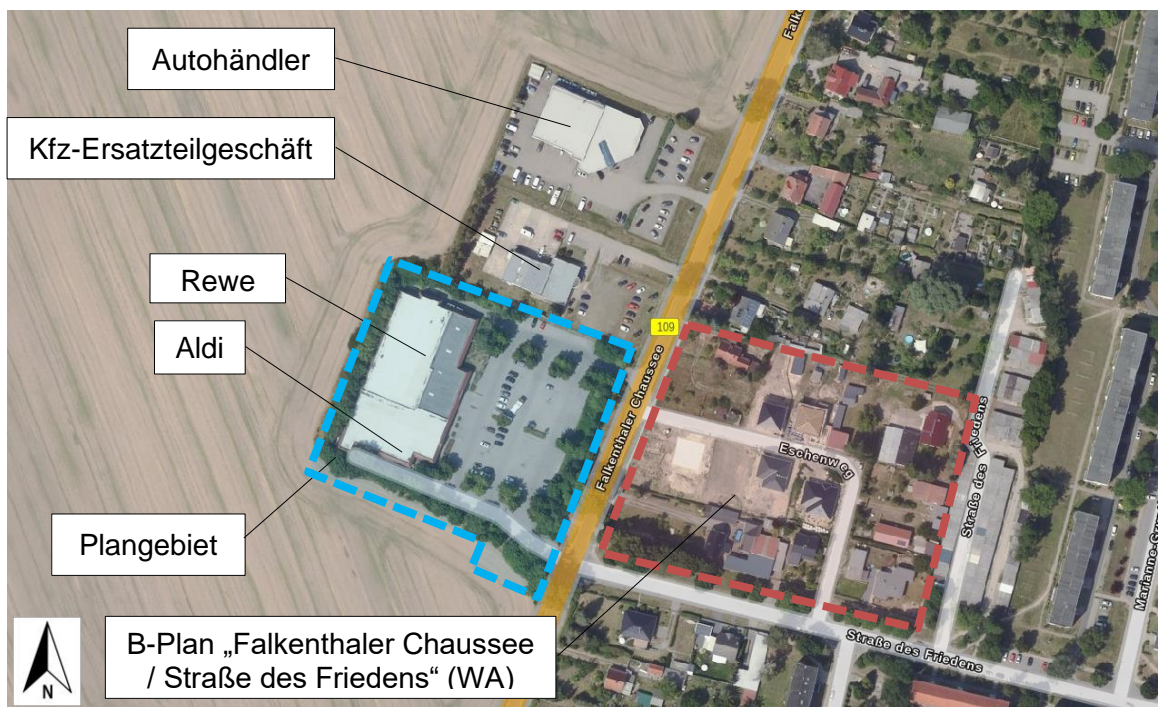 Autohändler
Falke
Kfz-Ersatzteilgeschäft
Rewe
Aldi
109
Falkenthaler Chaussee
Eschenweg
Straße des Friedens
Plangebiet
B-Plan „Falkenthaler Chaussee
/ Straße des Friedens“ (WA)
Straße des Friedens
N